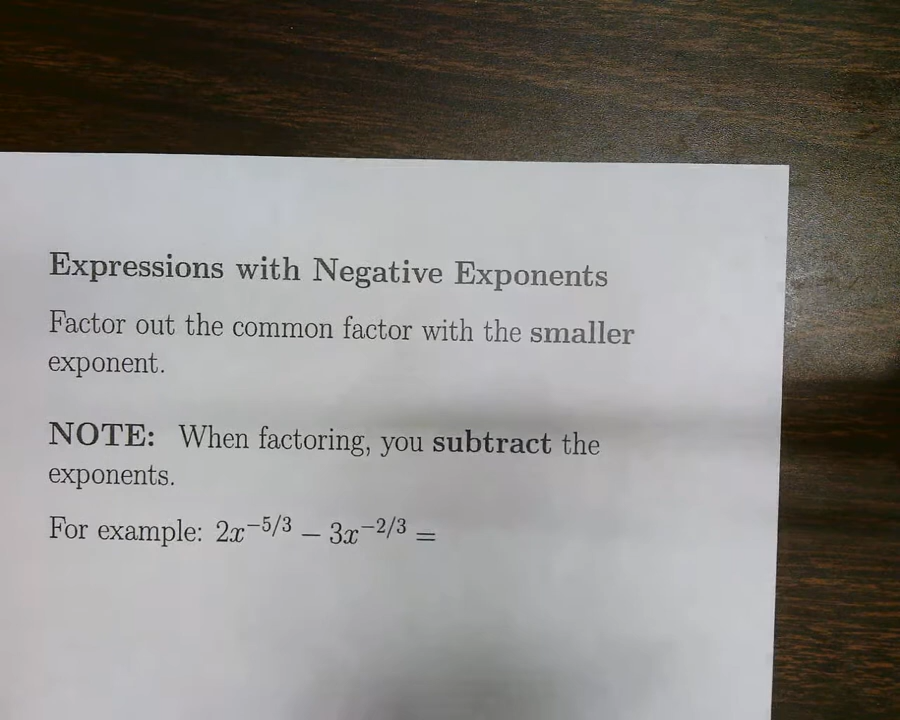 Expressions with Negative Exponents
Factor out the common factor with the smaller
exponent.
NOTE: When factoring, you subtract the
exponents.
For example: $2x^{-5/3} - 3x^{-2/3} =$